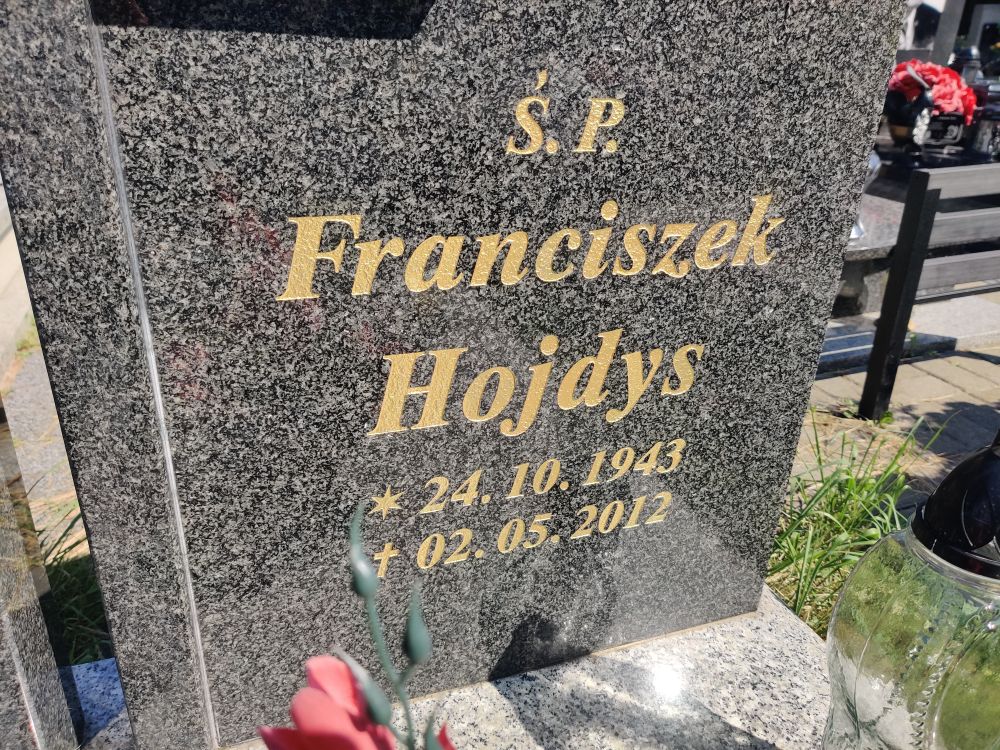 Ś. P.
Franciszek
Hojdys
* 24. 10. 1943
† 02. 05. 2012